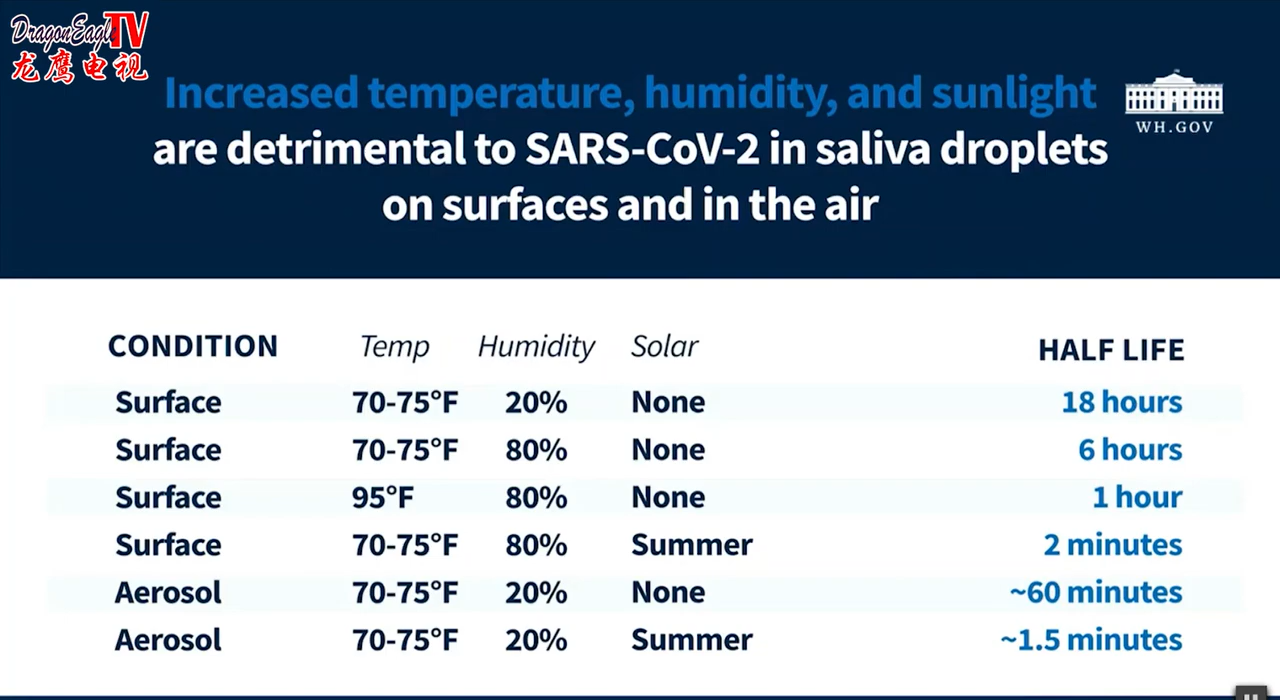 DragonEagle TV
龙鹰电视
Increased temperature, humidity, and sunlight
are detrimental to SARS-CoV-2 in saliva droplets
on surfaces and in the air
WH.GOV
CONDITION Temp Humidity Solar HALF LIFE
Surface 70-75°F 20% None 18 hours
Surface 70-75°F 80% None 6 hours
Surface 95°F 80% None 1 hour
Surface 70-75°F 80% Summer 2 minutes
Aerosol 70-75°F 20% None ~60 minutes
Aerosol 70-75°F 20% Summer ~1.5 minutes